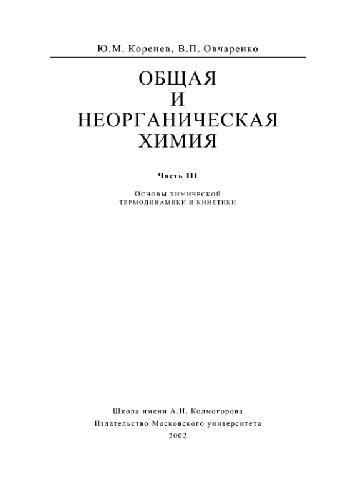 Ю.М. Коренев, В.П. Овчаренко
ОБЩАЯ
И
НЕОРГАНИЧЕСКАЯ
ХИМИЯ
Часть III
Основы химической
термодинамики и кинетики
Школа имени А.Н. Колмогорова
Издательство Московского университета
2002